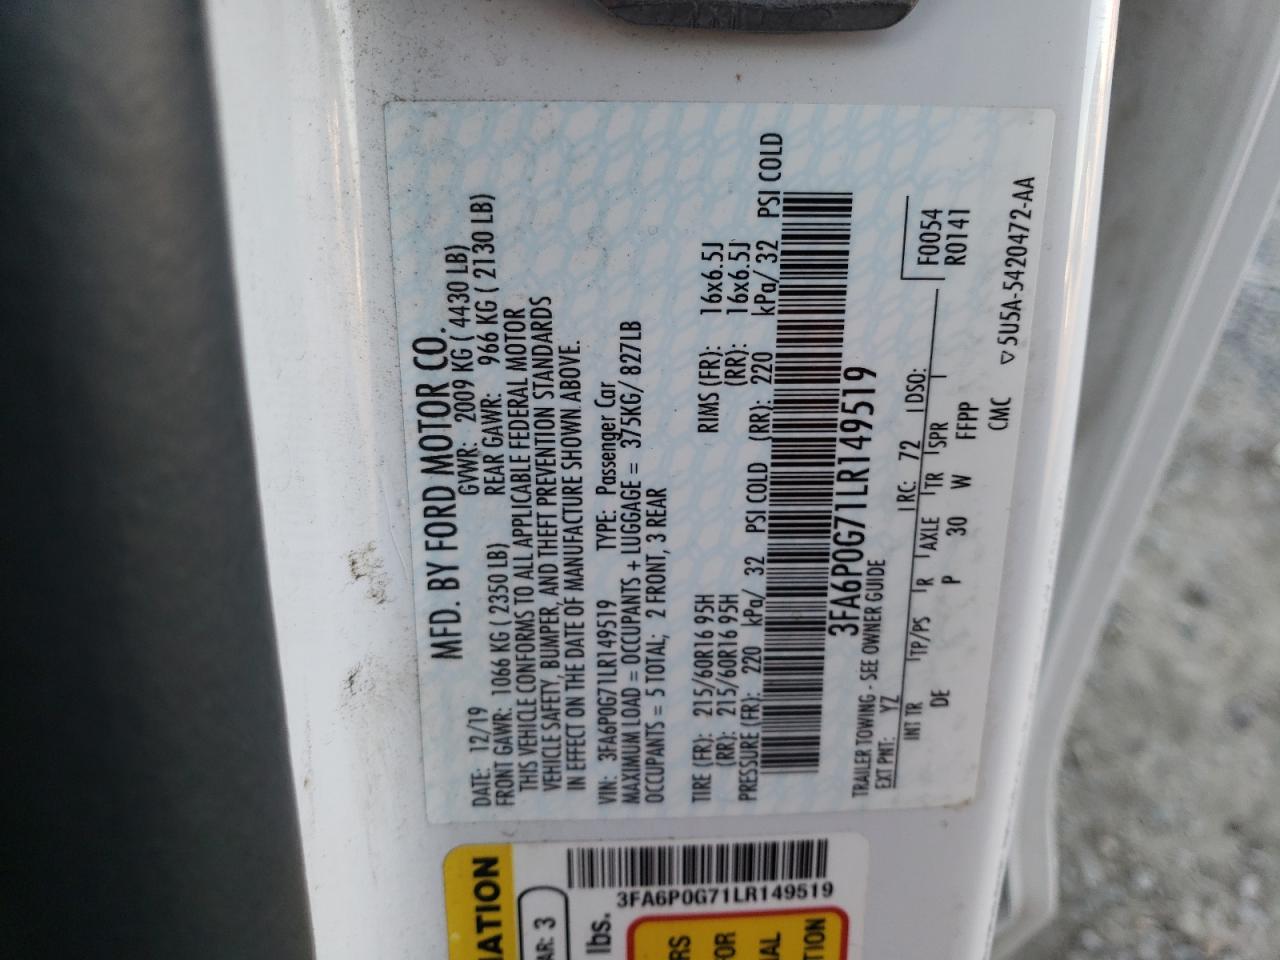 MFD. BY FORD MOTOR CO.
DATE: 12/19 GVWR: 2009 KG ( 4430 LB)
FRONT GAWR: 1066 KG ( 2350 LB) REAR GAWR: 966 KG ( 2130 LB)
THIS VEHICLE CONFORMS TO ALL APPLICABLE FEDERAL MOTOR
VEHICLE SAFETY, BUMPER, AND THEFT PREVENTION STANDARDS
IN EFFECT ON THE DATE OF MANUFACTURE SHOWN ABOVE.
VIN: 3FA6P0G71LR149519 TYPE: Passenger Car
MAXIMUM LOAD = OCCUPANTS + LUGGAGE = 375KG/ 827LB
OCCUPANTS = 5 TOTAL; 2 FRONT, 3 REAR
TIRE (FR): 215/60R16 95H RIMS (FR): 16x6.5J
(RR): 215/60R16 95H (RR): 16x6.5J
PRESSURE (FR): 220 kPa/ 32 PSI COLD (RR): 220 kPa/ 32 PSI COLD
3FA6P0G71LR149519
TRAILER TOWING - SEE OWNER GUIDE
EXT PNT: YZ RC: 72 DSO:
INT TR TP/PS R AXLE TR SPR
DE P 30 W FFPP
F0054
R0141
CMC
▽ 5U5A-5420472-AA
3FA6P0G71LR149519
AR: 3
lbs.